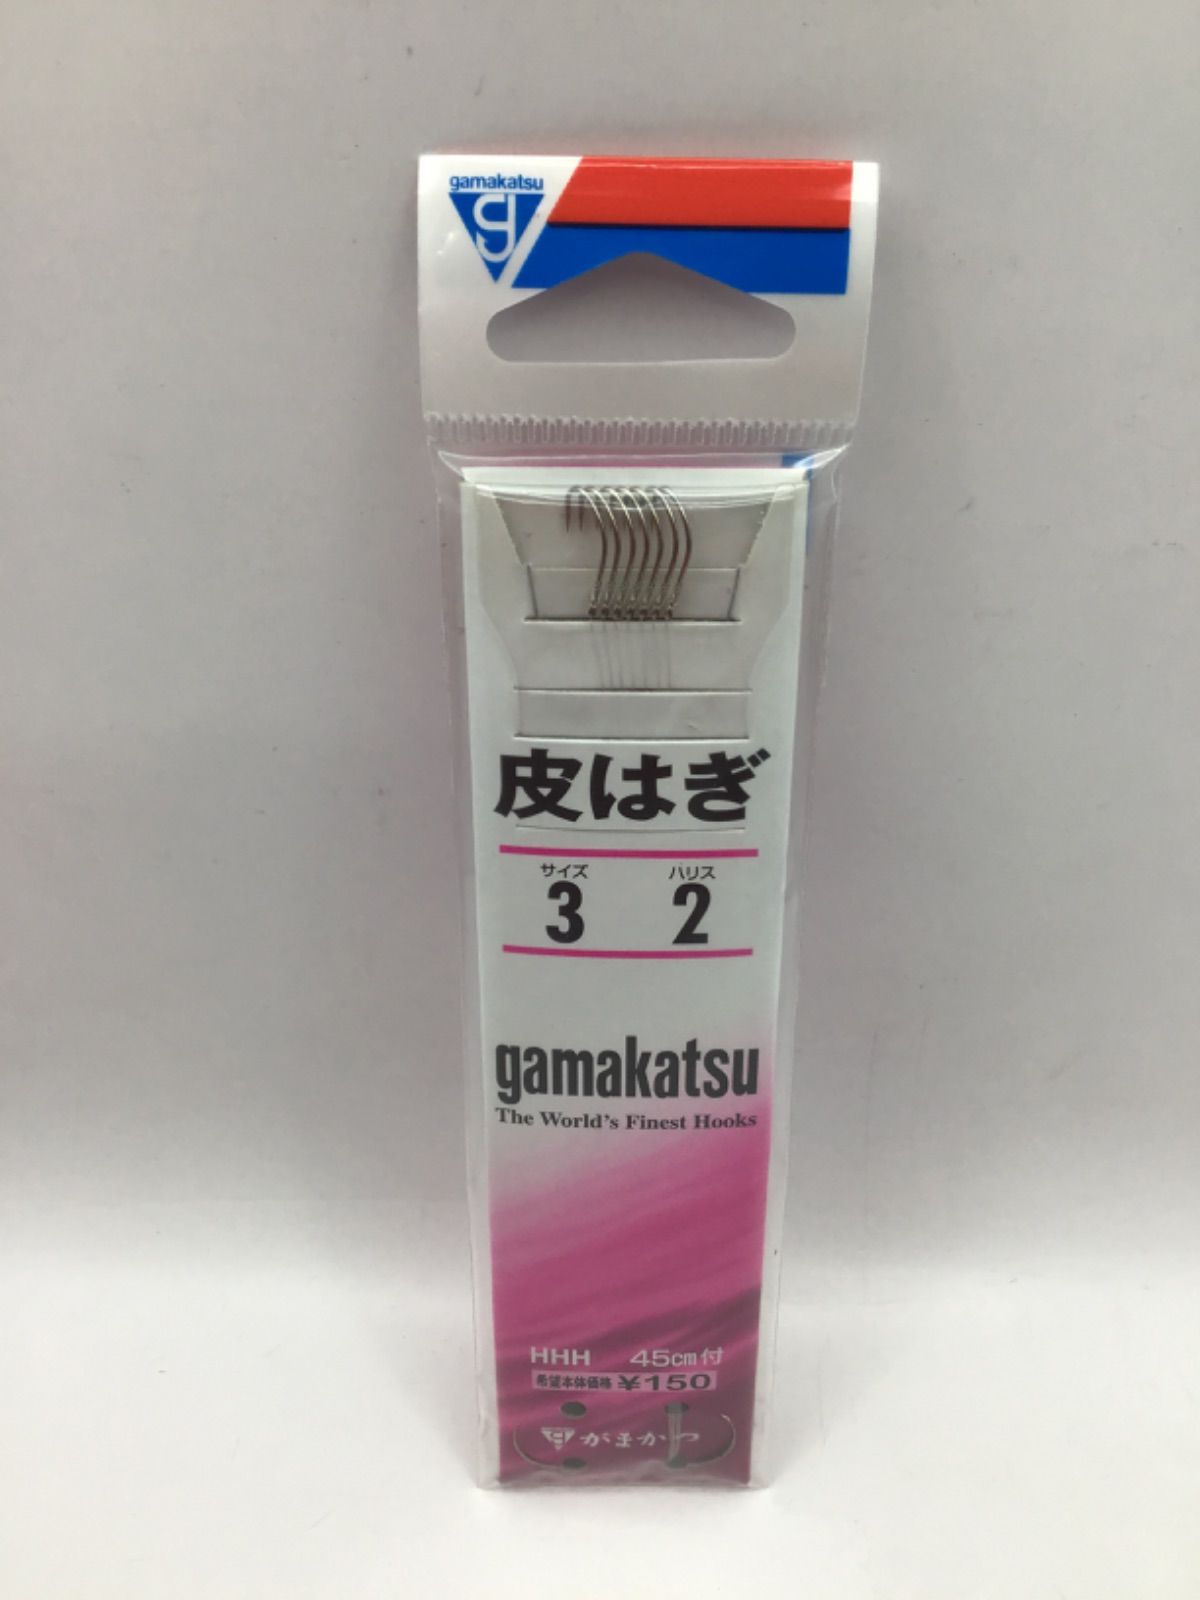 gamakatsu
皮はぎ
サイズ ハリス
3 2
gamakatsu
The World's Finest Hooks
HHH 45cm付
希望本体価格 ¥150
がまかつ